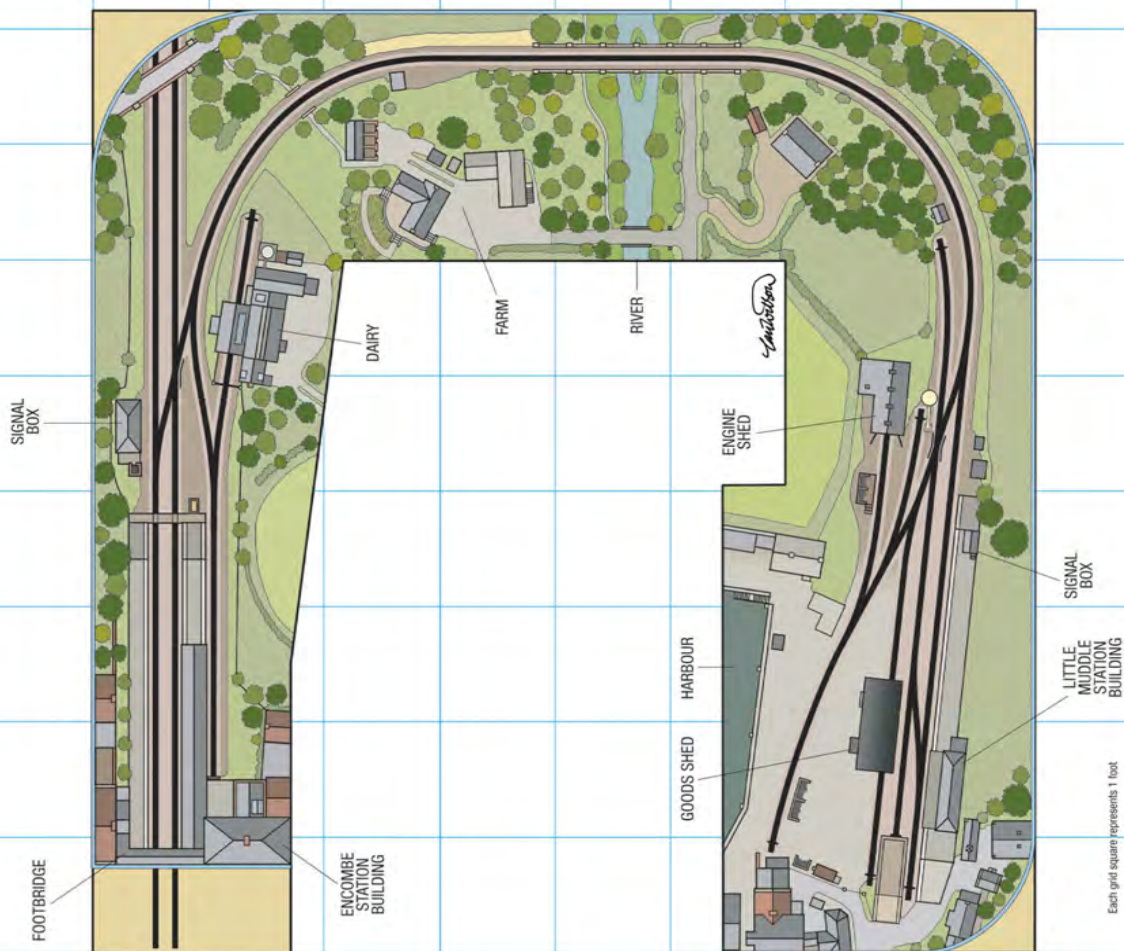 SIGNAL
BOX
DAIRY
FARM
RIVER
ENGINE
SHED
SIGNAL
BOX
HARBOUR
LITTLE
MUDDLE
STATION
BUILDING
GOODS SHED
FOOTBRIDGE
ENCOMBE
STATION
BUILDING
Each grid square represents 1 foot